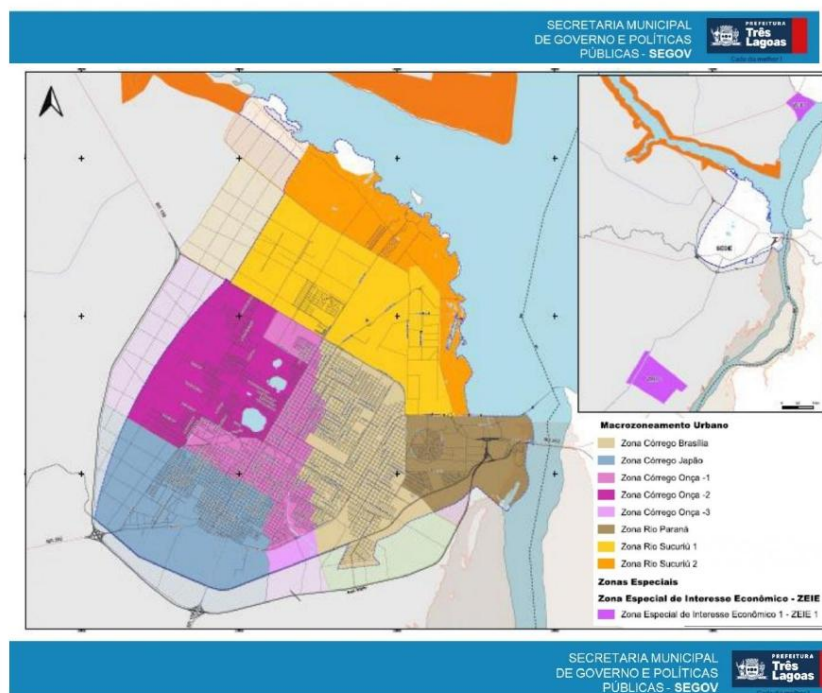 SECRETARIA MUNICIPAL
DE GOVERNO E POLÍTICAS
PÚBLICAS - SEGOV
PREFEITURA
Três
Lagoas
SEDE
Macrozoneamento Urbano
Zona Córrego Brasília
Zona Córrego Japão
Zona Córrego Onça -1
Zona Córrego Onça -2
Zona Córrego Onça -3
Zona Rio Paraná
Zona Rio Sucuriú 1
Zona Rio Sucuriú 2
Zonas Especiais
Zona Especial de Interesse Econômico - ZEIE
Zona Especial de Interesse Econômico 1 - ZEIE 1
SECRETARIA MUNICIPAL
DE GOVERNO E POLÍTICAS
PÚBLICAS - SEGOV
PREFEITURA
Três
Lagoas